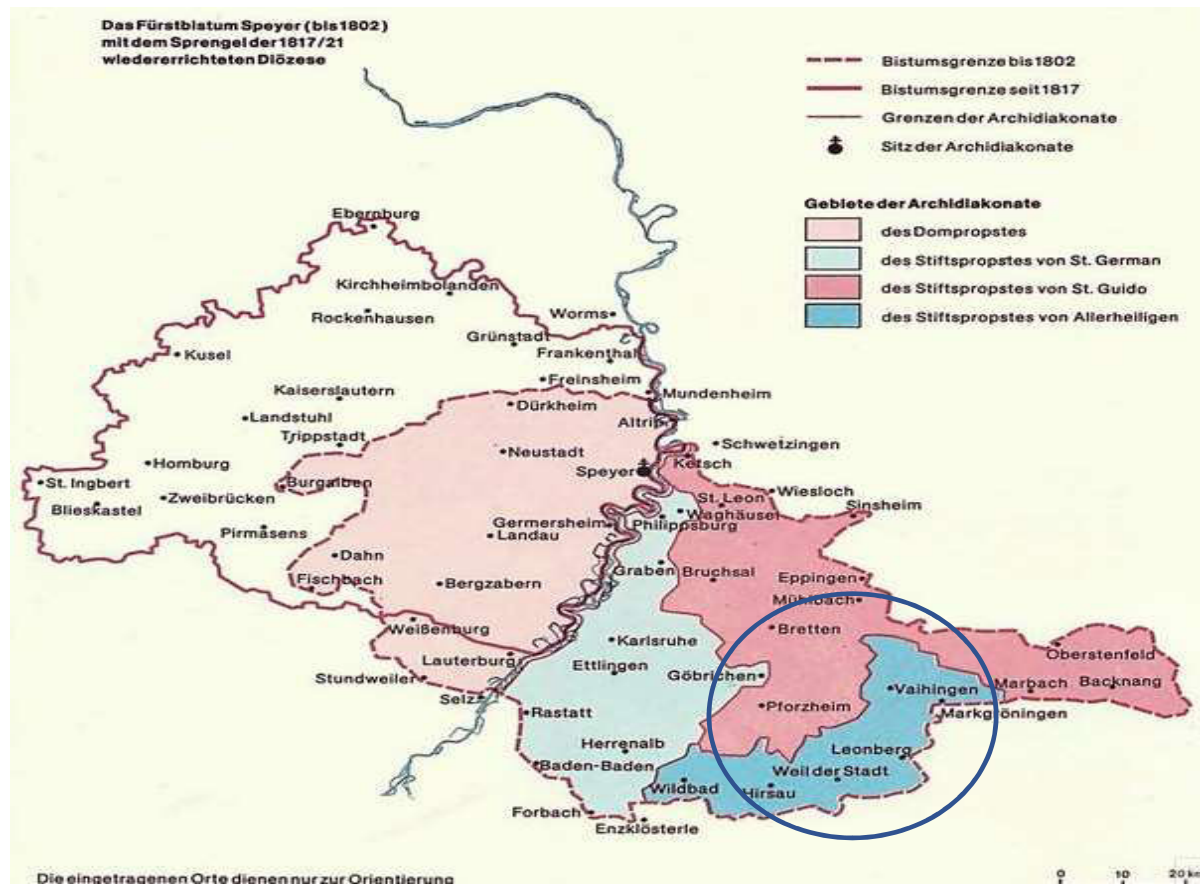 Das Fürstbistum Speyer (bis 1802)
mit dem Sprengel der 1817/21
wiedererrichteten Diözese
Bistumsgrenze bis 1802
Bistumsgrenze seit 1817
Grenzen der Archidiakonate
Sitz der Archidiakonate
Gebiete der Archidiakonate
des Dompropstes
des Stiftspropstes von St. German
des Stiftspropstes von St. Guido
des Stiftspropstes von Allerheiligen
Ebernburg
Kirchheimbolanden
Rockenhausen
Worms
Grünstadt
Kusel
Frankenthal
Freinsheim
Kaiserslautern
Mundenheim
Dürkheim
Landstuhl
Altrip
Trippstadt
Schwetzingen
Neustadt
Ketsch
Homburg
Speyer
St. Ingbert
Burgalben
Wiesloch
Zweibrücken
St. Leon
Blieskastel
Waghäusel
Sinsheim
Germersheim
Philippsburg
Pirmasens
Landau
Dahn
Graben
Bruchsal
Eppingen
Fischbach
Bergzabern
Mühlbach
Weißenburg
Bretten
Karlsruhe
Oberstenfeld
Lauterburg
Ettlingen
Göbrichen
Stundweiler
Vaihingen
Marbach
Backnang
Selz
Rastatt
Pforzheim
Markgröningen
Herrenalb
Leonberg
Baden-Baden
Weil der Stadt
Wildbad
Hirsau
Forbach
Enzklösterle
Die eingetragenen Orte dienen nur zur Orientierung
0 10 20 km